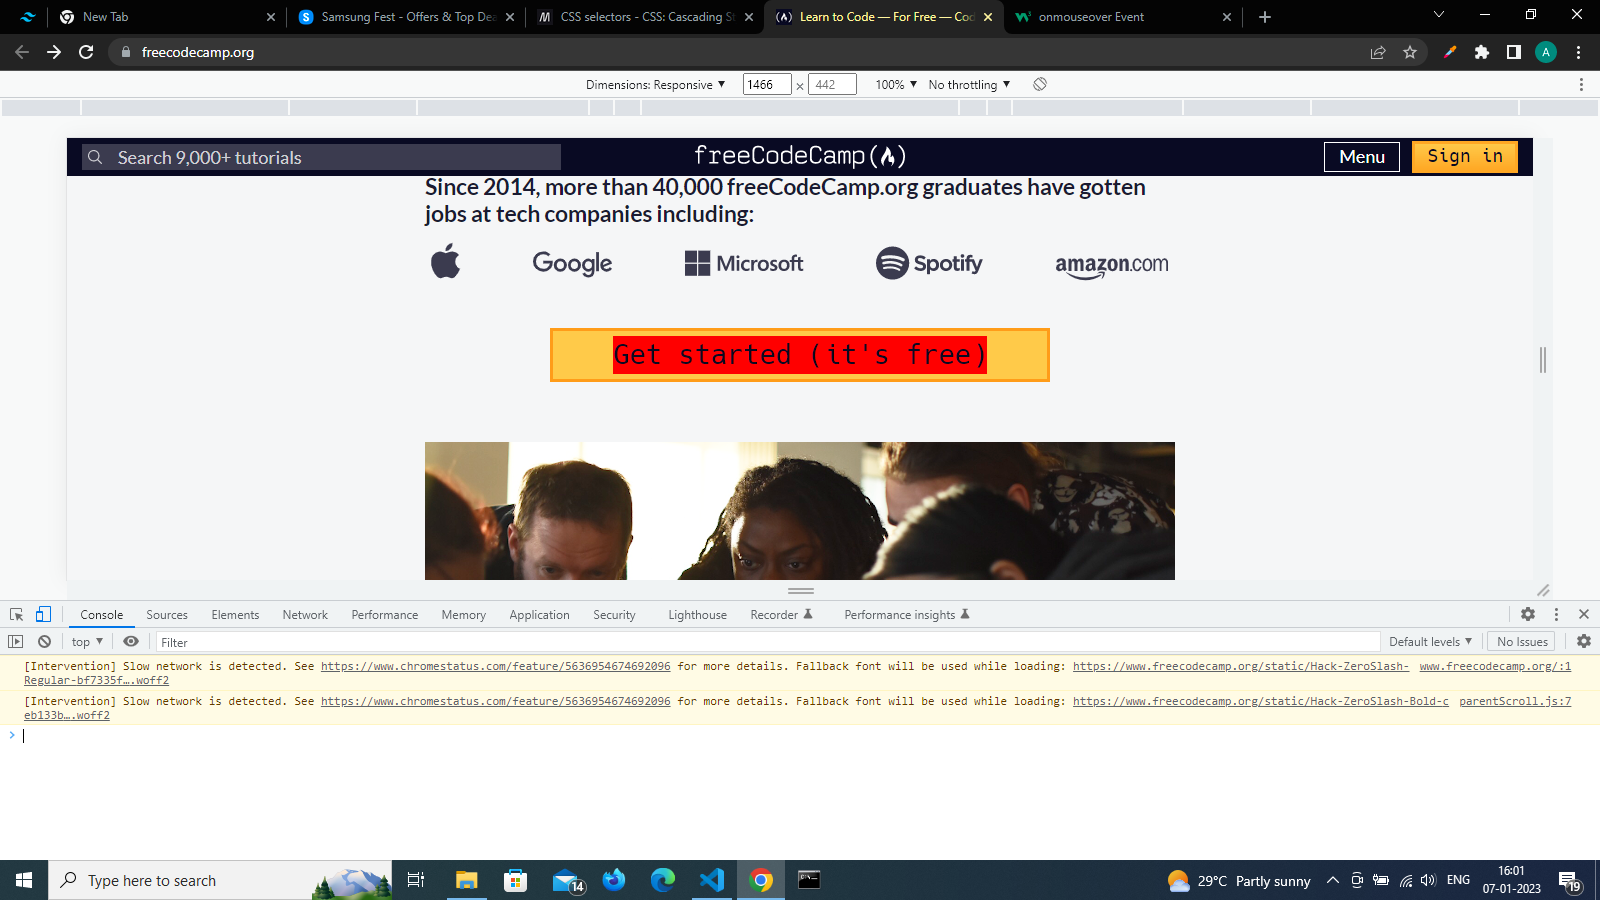 New Tab
Samsung Fest - Offers & Top Dea
CSS selectors - CSS: Cascading St
Learn to Code — For Free — Cod
onmouseover Event
freecodecamp.org
A
Dimensions: Responsive ▼ 1466 × 442 100% ▼ No throttling ▼
Search 9,000+ tutorials
freeCodeCamp(🔥)
Menu
Sign in
Since 2014, more than 40,000 freeCodeCamp.org graduates have gotten
jobs at tech companies including:
Google
Microsoft
Spotify
amazon.com
Get started (it's free)
Console Sources Elements Network Performance Memory Application Security Lighthouse Recorder Performance insights
top ▼ Filter Default levels ▼ No Issues
[Intervention] Slow network is detected. See https://www.chromestatus.com/feature/5636954674692096 for more details. Fallback font will be used while loading: https://www.freecodecamp.org/static/Hack-ZeroSlash- www.freecodecamp.org/:1
Regular-bf7335f….woff2
[Intervention] Slow network is detected. See https://www.chromestatus.com/feature/5636954674692096 for more details. Fallback font will be used while loading: https://www.freecodecamp.org/static/Hack-ZeroSlash-Bold-c parentScroll.js:7
eb133b….woff2
>
Type here to search
14
29°C Partly sunny
ENG
16:01
07-01-2023
19